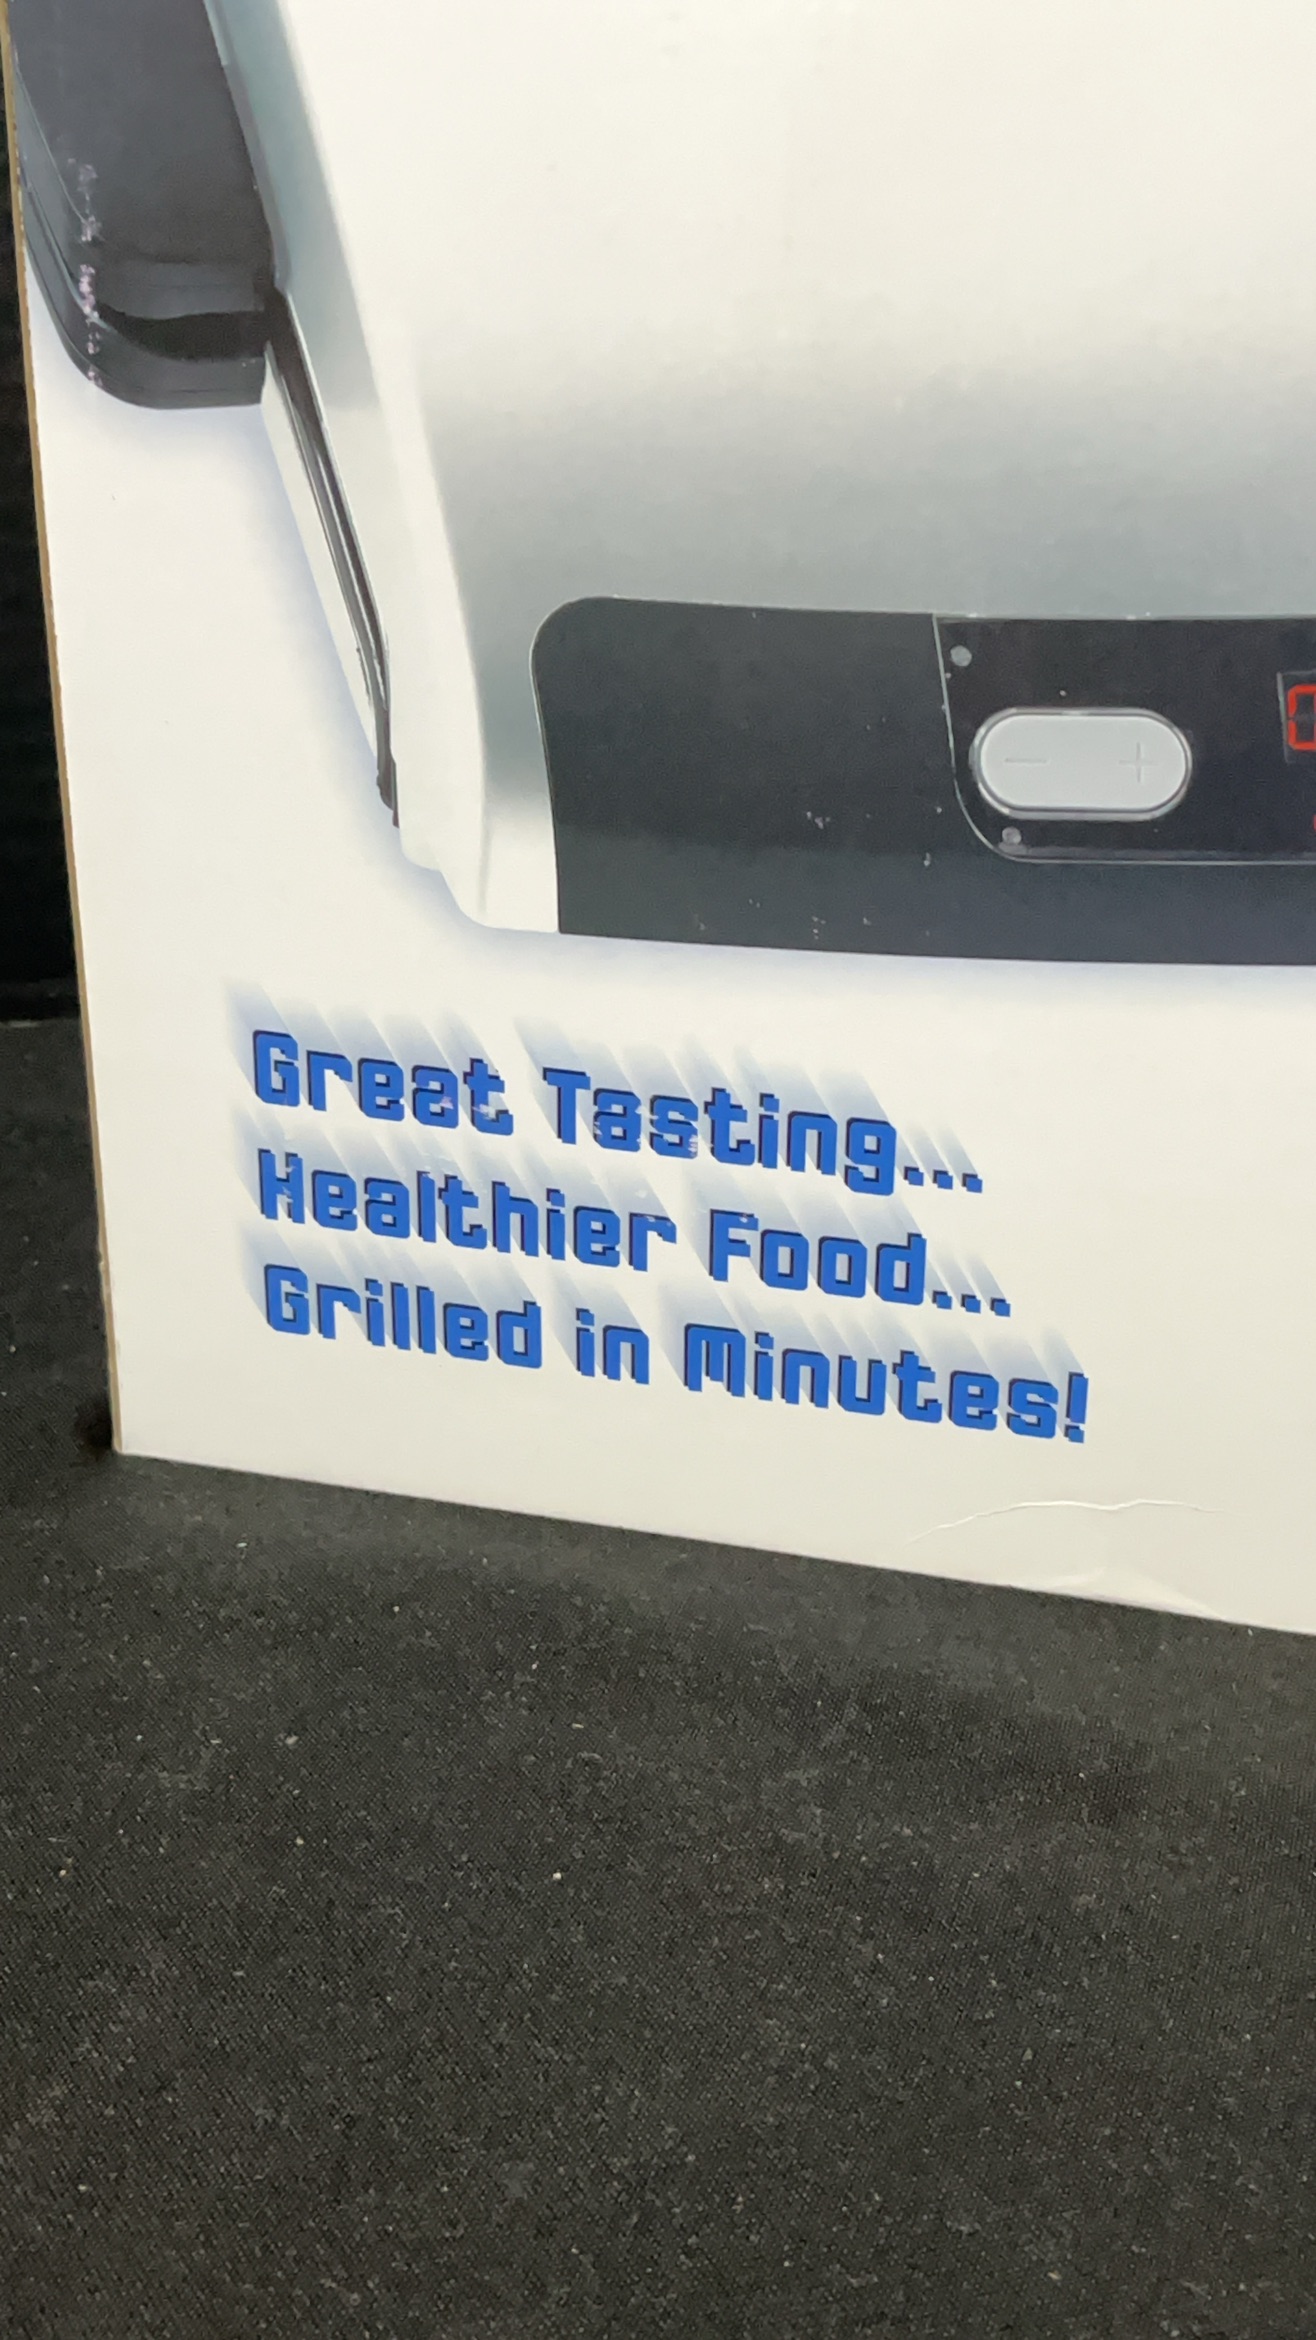 Great Tasting...
Healthier Food...
Grilled in Minutes!